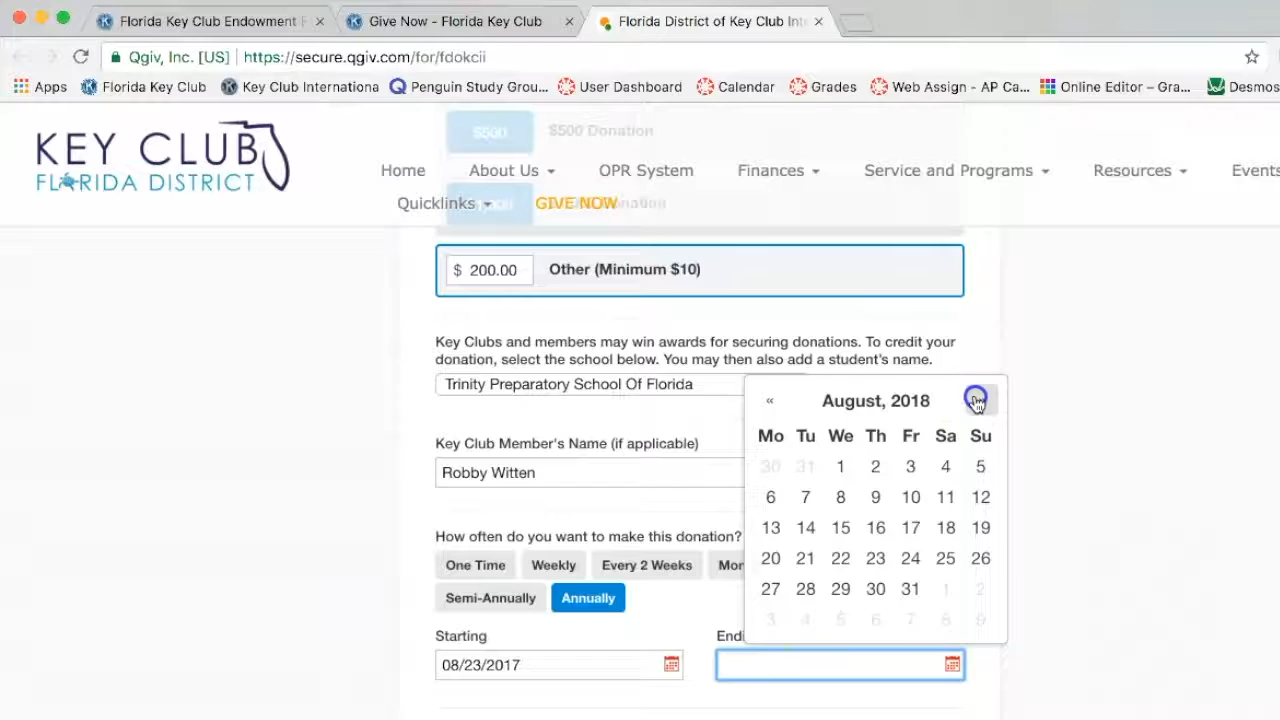 Florida Key Club Endowment
Give Now - Florida Key Club
Florida District of Key Club Int
Qgiv, Inc. [US] https://secure.qgiv.com/for/fdokcii
Apps Florida Key Club Key Club Internationa Penguin Study Grou... User Dashboard Calendar Grades Web Assign - AP Ca... Online Editor – Gra... Desmos
KEY CLUB
FLORIDA DISTRICT
$500 $500 Donation
Home About Us OPR System Finances Service and Programs Resources Events
Quicklinks GIVE NOW
$ 200.00 Other (Minimum $10)
Key Clubs and members may win awards for securing donations. To credit your
donation, select the school below. You may then also add a student's name.
Trinity Preparatory School Of Florida
Key Club Member's Name (if applicable)
Robby Witten
How often do you want to make this donation?
One Time Weekly Every 2 Weeks Mon
Semi-Annually Annually
Starting Endi
08/23/2017
« August, 2018
Mo Tu We Th Fr Sa Su
30 31 1 2 3 4 5
6 7 8 9 10 11 12
13 14 15 16 17 18 19
20 21 22 23 24 25 26
27 28 29 30 31 1 2
3 4 5 6 7 8 9